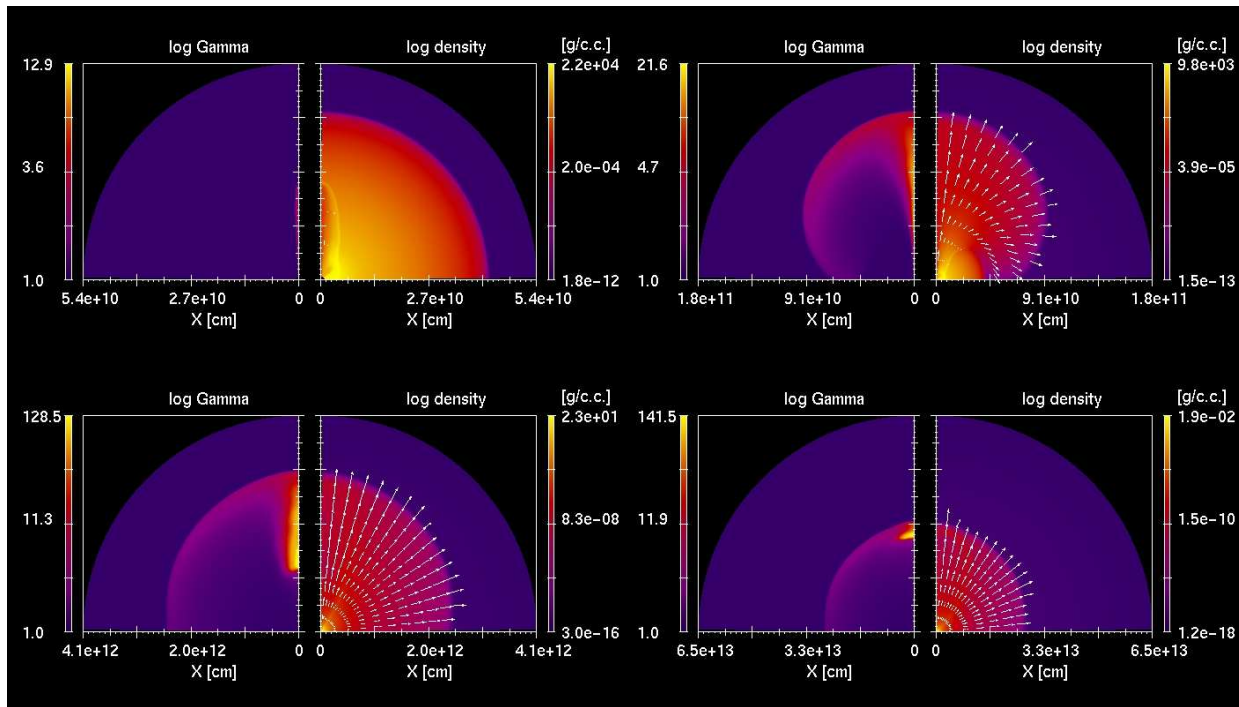 log Gamma log density [g/c.c.]
12.9 2.2e+04
3.6 2.0e−04
1.0 1.8e−12
5.4e+10 2.7e+10 0 0 2.7e+10 5.4e+10
X [cm] X [cm]
log Gamma log density [g/c.c.]
21.6 9.8e+03
4.7 3.9e−05
1.0 1.5e−13
1.8e+11 9.1e+10 0 0 9.1e+10 1.8e+11
X [cm] X [cm]
log Gamma log density [g/c.c.]
128.5 2.3e+01
11.3 8.3e−08
1.0 3.0e−16
4.1e+12 2.0e+12 0 0 2.0e+12 4.1e+12
X [cm] X [cm]
log Gamma log density [g/c.c.]
141.5 1.9e−02
11.9 1.5e−10
1.0 1.2e−18
6.5e+13 3.3e+13 0 0 3.3e+13 6.5e+13
X [cm] X [cm]